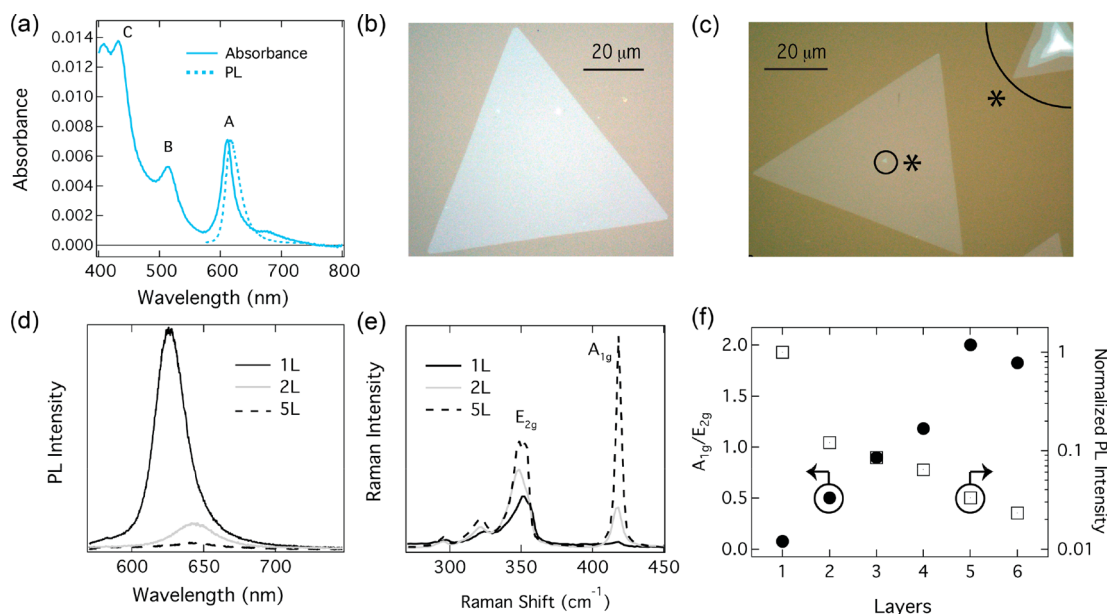 (a)
C
B
A
Absorbance
PL
0.014
0.012
0.010
0.008
0.006
0.004
0.002
0.000
400 500 600 700 800
Absorbance
Wavelength (nm)
(b)
20 μm
(c)
20 μm
*
*
(d)
1L
2L
5L
PL Intensity
600 650 700
Wavelength (nm)
(e)
1L
2L
5L
E2g
A1g
Raman Intensity
300 350 400 450
Raman Shift (cm-1)
(f)
2.0
1.5
1.0
0.5
0.0
A1g/E2g
1
0.1
0.01
Normalized PL Intensity
1 2 3 4 5 6
Layers